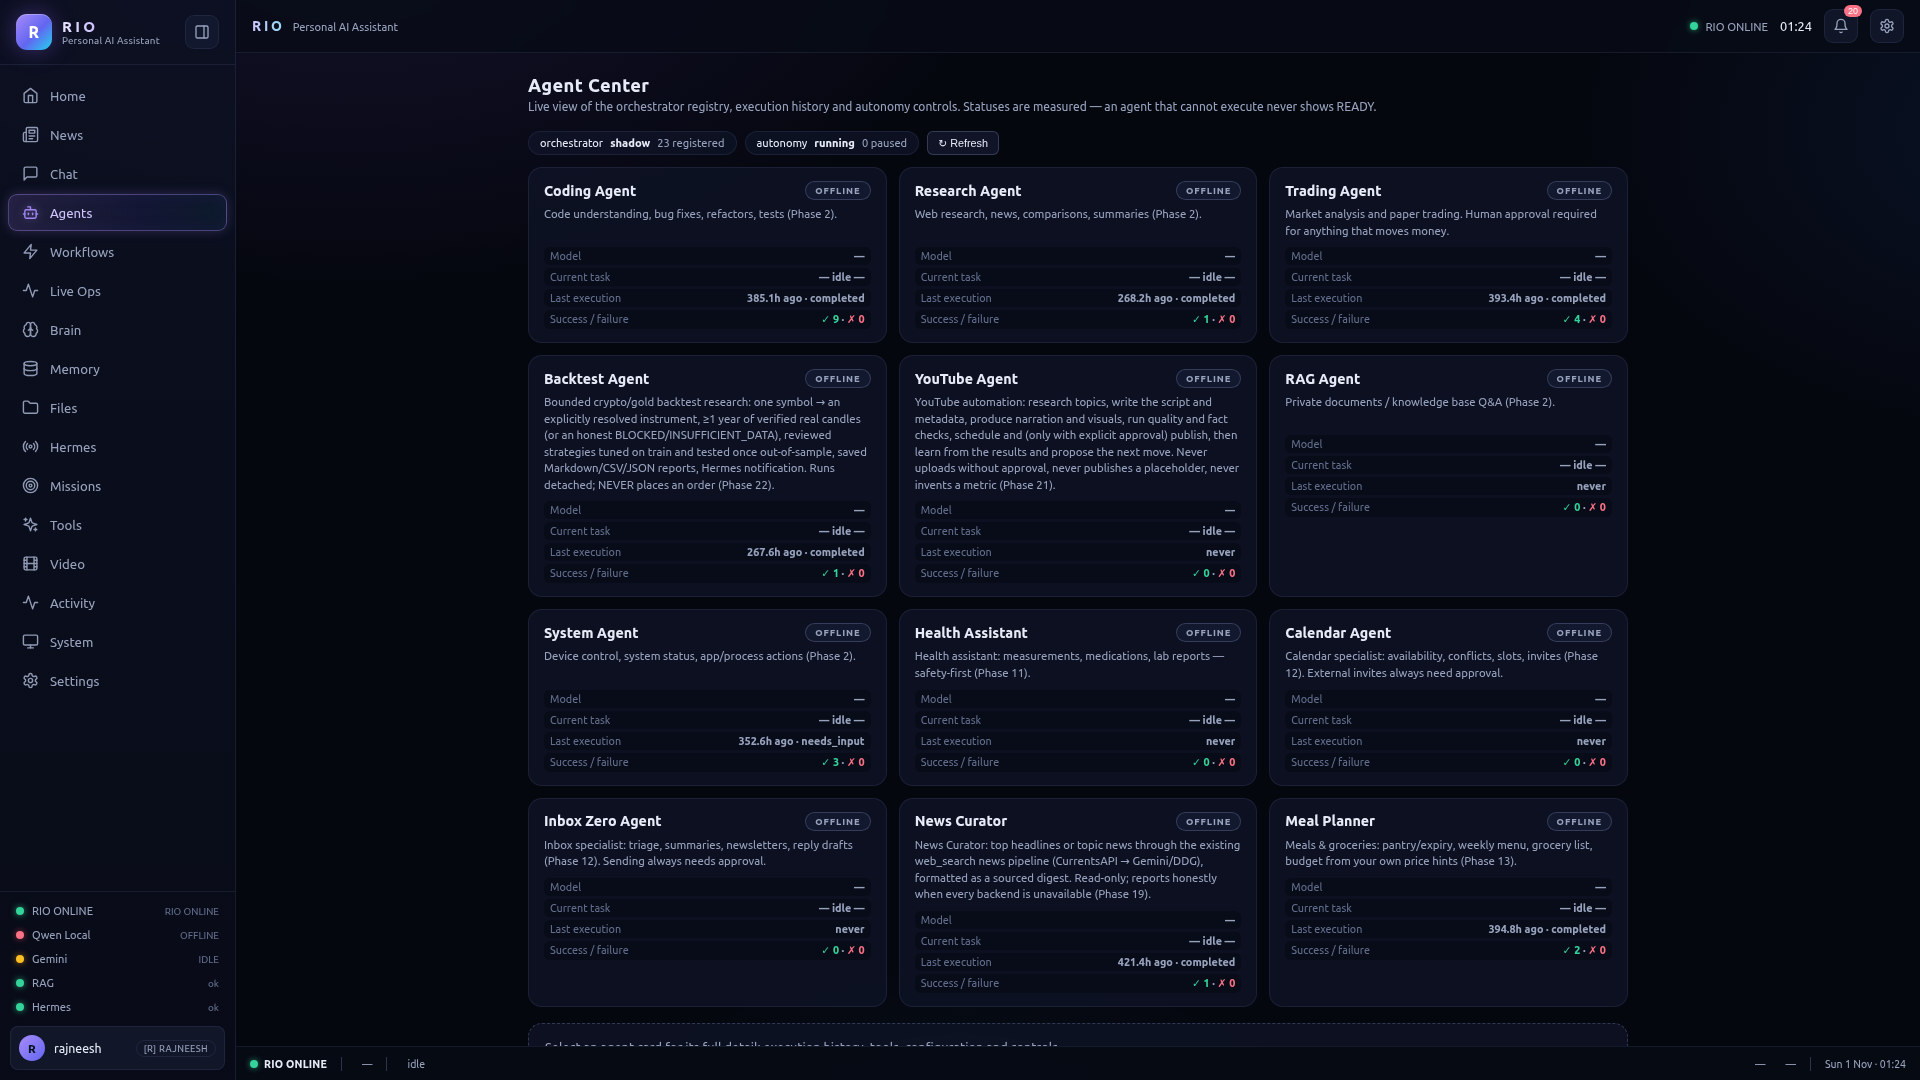 R
RIO
Personal AI Assistant
Home
News
Chat
Agents
Workflows
Live Ops
Brain
Memory
Files
Hermes
Missions
Tools
Video
Activity
System
Settings
RIO ONLINE RIO ONLINE
Qwen Local OFFLINE
Gemini IDLE
RAG ok
Hermes ok
R rajneesh [R] RAJNEESH
RIO Personal AI Assistant
RIO ONLINE 01:24 20
Agent Center
Live view of the orchestrator registry, execution history and autonomy controls. Statuses are measured — an agent that cannot execute never shows READY.
orchestrator shadow 23 registered autonomy running 0 paused ↻ Refresh
Coding Agent OFFLINE
Code understanding, bug fixes, refactors, tests (Phase 2).
Model —
Current task — idle —
Last execution 385.1h ago · completed
Success / failure ✓ 9 · ✗ 0
Research Agent OFFLINE
Web research, news, comparisons, summaries (Phase 2).
Model —
Current task — idle —
Last execution 268.2h ago · completed
Success / failure ✓ 1 · ✗ 0
Trading Agent OFFLINE
Market analysis and paper trading. Human approval required
for anything that moves money.
Model —
Current task — idle —
Last execution 393.4h ago · completed
Success / failure ✓ 4 · ✗ 0
Backtest Agent OFFLINE
Bounded crypto/gold backtest research: one symbol → an
explicitly resolved instrument, ≥1 year of verified real candles
(or an honest BLOCKED/INSUFFICIENT_DATA), reviewed
strategies tuned on train and tested once out-of-sample, saved
Markdown/CSV/JSON reports, Hermes notification. Runs
detached; NEVER places an order (Phase 22).
Model —
Current task — idle —
Last execution 267.6h ago · completed
Success / failure ✓ 1 · ✗ 0
YouTube Agent OFFLINE
YouTube automation: research topics, write the script and
metadata, produce narration and visuals, run quality and fact
checks, schedule and (only with explicit approval) publish, then
learn from the results and propose the next move. Never
uploads without approval, never publishes a placeholder, never
invents a metric (Phase 21).
Model —
Current task — idle —
Last execution never
Success / failure ✓ 0 · ✗ 0
RAG Agent OFFLINE
Private documents / knowledge base Q&A (Phase 2).
Model —
Current task — idle —
Last execution never
Success / failure ✓ 0 · ✗ 0
System Agent OFFLINE
Device control, system status, app/process actions (Phase 2).
Model —
Current task — idle —
Last execution 352.6h ago · needs_input
Success / failure ✓ 3 · ✗ 0
Health Assistant OFFLINE
Health assistant: measurements, medications, lab reports —
safety-first (Phase 11).
Model —
Current task — idle —
Last execution never
Success / failure ✓ 0 · ✗ 0
Calendar Agent OFFLINE
Calendar specialist: availability, conflicts, slots, invites (Phase
12). External invites always need approval.
Model —
Current task — idle —
Last execution never
Success / failure ✓ 0 · ✗ 0
Inbox Zero Agent OFFLINE
Inbox specialist: triage, summaries, newsletters, reply drafts
(Phase 12). Sending always needs approval.
Model —
Current task — idle —
Last execution never
Success / failure ✓ 0 · ✗ 0
News Curator OFFLINE
News Curator: top headlines or topic news through the existing
web_search news pipeline (CurrentsAPI → Gemini/DDG),
formatted as a sourced digest. Read-only; reports honestly
when every backend is unavailable (Phase 19).
Model —
Current task — idle —
Last execution 421.4h ago · completed
Success / failure ✓ 1 · ✗ 0
Meal Planner OFFLINE
Meals & groceries: pantry/expiry, weekly menu, grocery list,
budget from your own price hints (Phase 13).
Model —
Current task — idle —
Last execution 394.8h ago · completed
Success / failure ✓ 2 · ✗ 0
Select an agent card for its full detail: execution history, tools, configuration and controls.
RIO ONLINE — idle — — Sun 1 Nov · 01:24